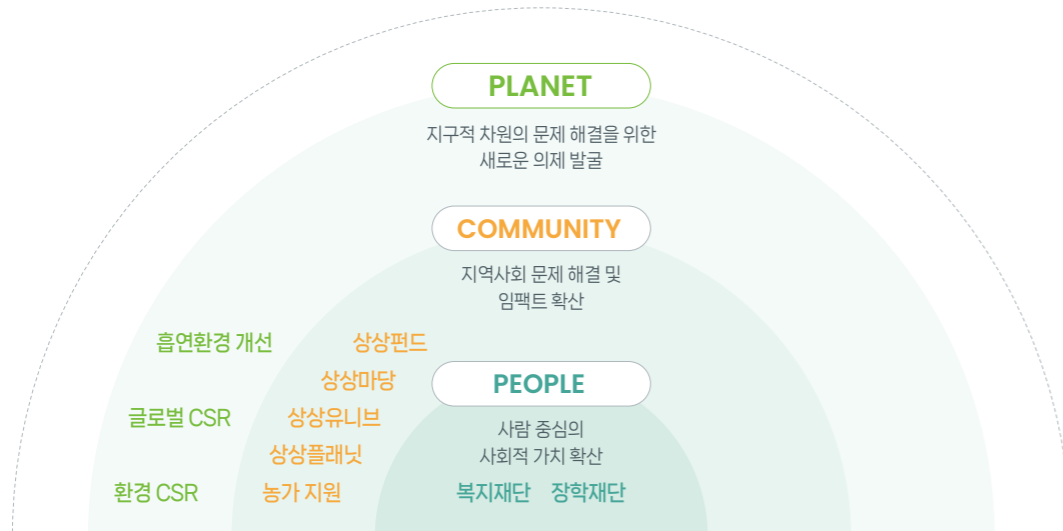 PLANET
지구적 차원의 문제 해결을 위한
새로운 의제 발굴
COMMUNITY
지역사회 문제 해결 및
임팩트 확산
흡연환경 개선
상상펀드
상상마당
PEOPLE
글로벌 CSR
상상유니브
사람 중심의
사회적 가치 확산
상상플래닛
환경 CSR
농가 지원
복지재단 장학재단